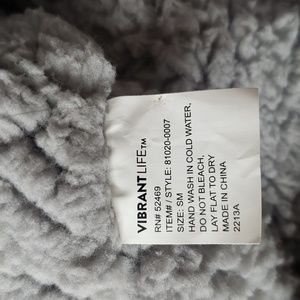 VIBRANT LIFE™
RN# 52469
ITEM# / STYLE: 81020-0007
SIZE: SM
HAND WASH IN COLD WATER,
DO NOT BLEACH,
LAY FLAT TO DRY
MADE IN CHINA
2213A